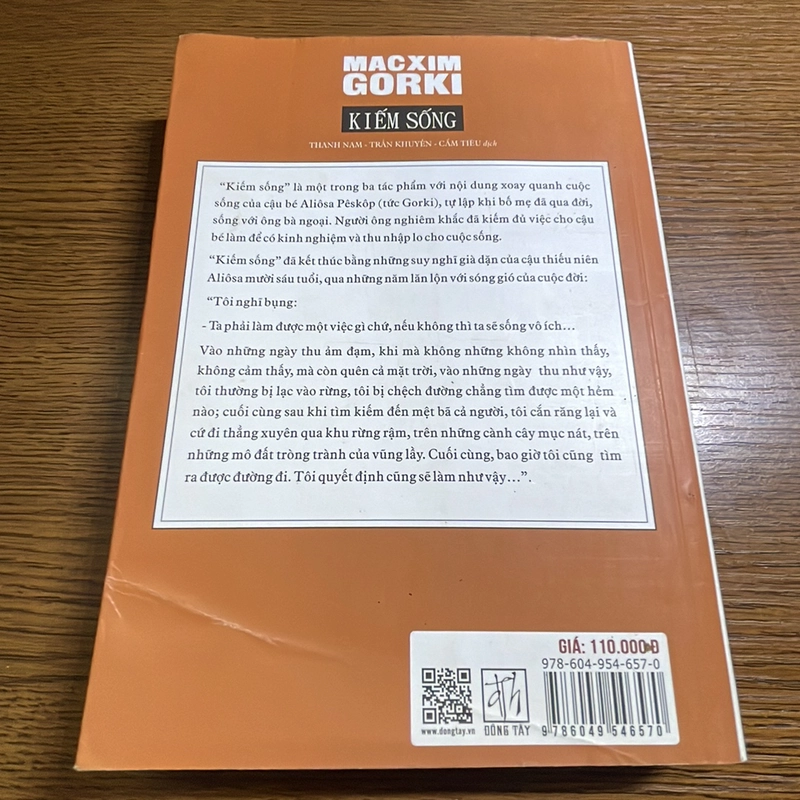 MACXIM
GORKI
KIẾM SỐNG
THANH NAM - TRẦN KHUYẾN - CẨM TIÊU dịch
“Kiếm sống” là một trong ba tác phẩm với nội dung xoay quanh cuộc
sống của cậu bé Aliôsa Pêskôp (tức Gorki), tự lập khi bố mẹ đã qua đời,
sống với ông bà ngoại. Người ông nghiêm khắc đã kiếm đủ việc cho cậu
bé làm để có kinh nghiệm và thu nhập lo cho cuộc sống.
“Kiếm sống” đã kết thúc bằng những suy nghĩ già dặn của cậu thiếu niên
Aliôsa mười sáu tuổi, qua những năm lăn lộn với sóng gió của cuộc đời:
“Tôi nghĩ bụng:
- Ta phải làm được một việc gì chứ, nếu không thì ta sẽ sống vô ích...
Vào những ngày thu ảm đạm, khi mà không những không nhìn thấy,
không cảm thấy, mà còn quên cả mặt trời, vào những ngày thu như vậy,
tôi thường bị lạc vào rừng, tôi bị chệch đường chẳng tìm được một hẻm
nào; cuối cùng sau khi tìm kiếm đến mệt bã cả người, tôi cắn răng lại và
cứ đi thẳng xuyên qua khu rừng rậm, trên những cành cây mục nát, trên
những mô đất tròng trành của vũng lầy. Cuối cùng, bao giờ tôi cũng tìm
ra được đường đi. Tôi quyết định cũng sẽ làm như vậy...”.
GIÁ: 110.000 Đ
978-604-954-657-0
www.dongtay.vn
ĐÔNG TÂY
9 786049 546570